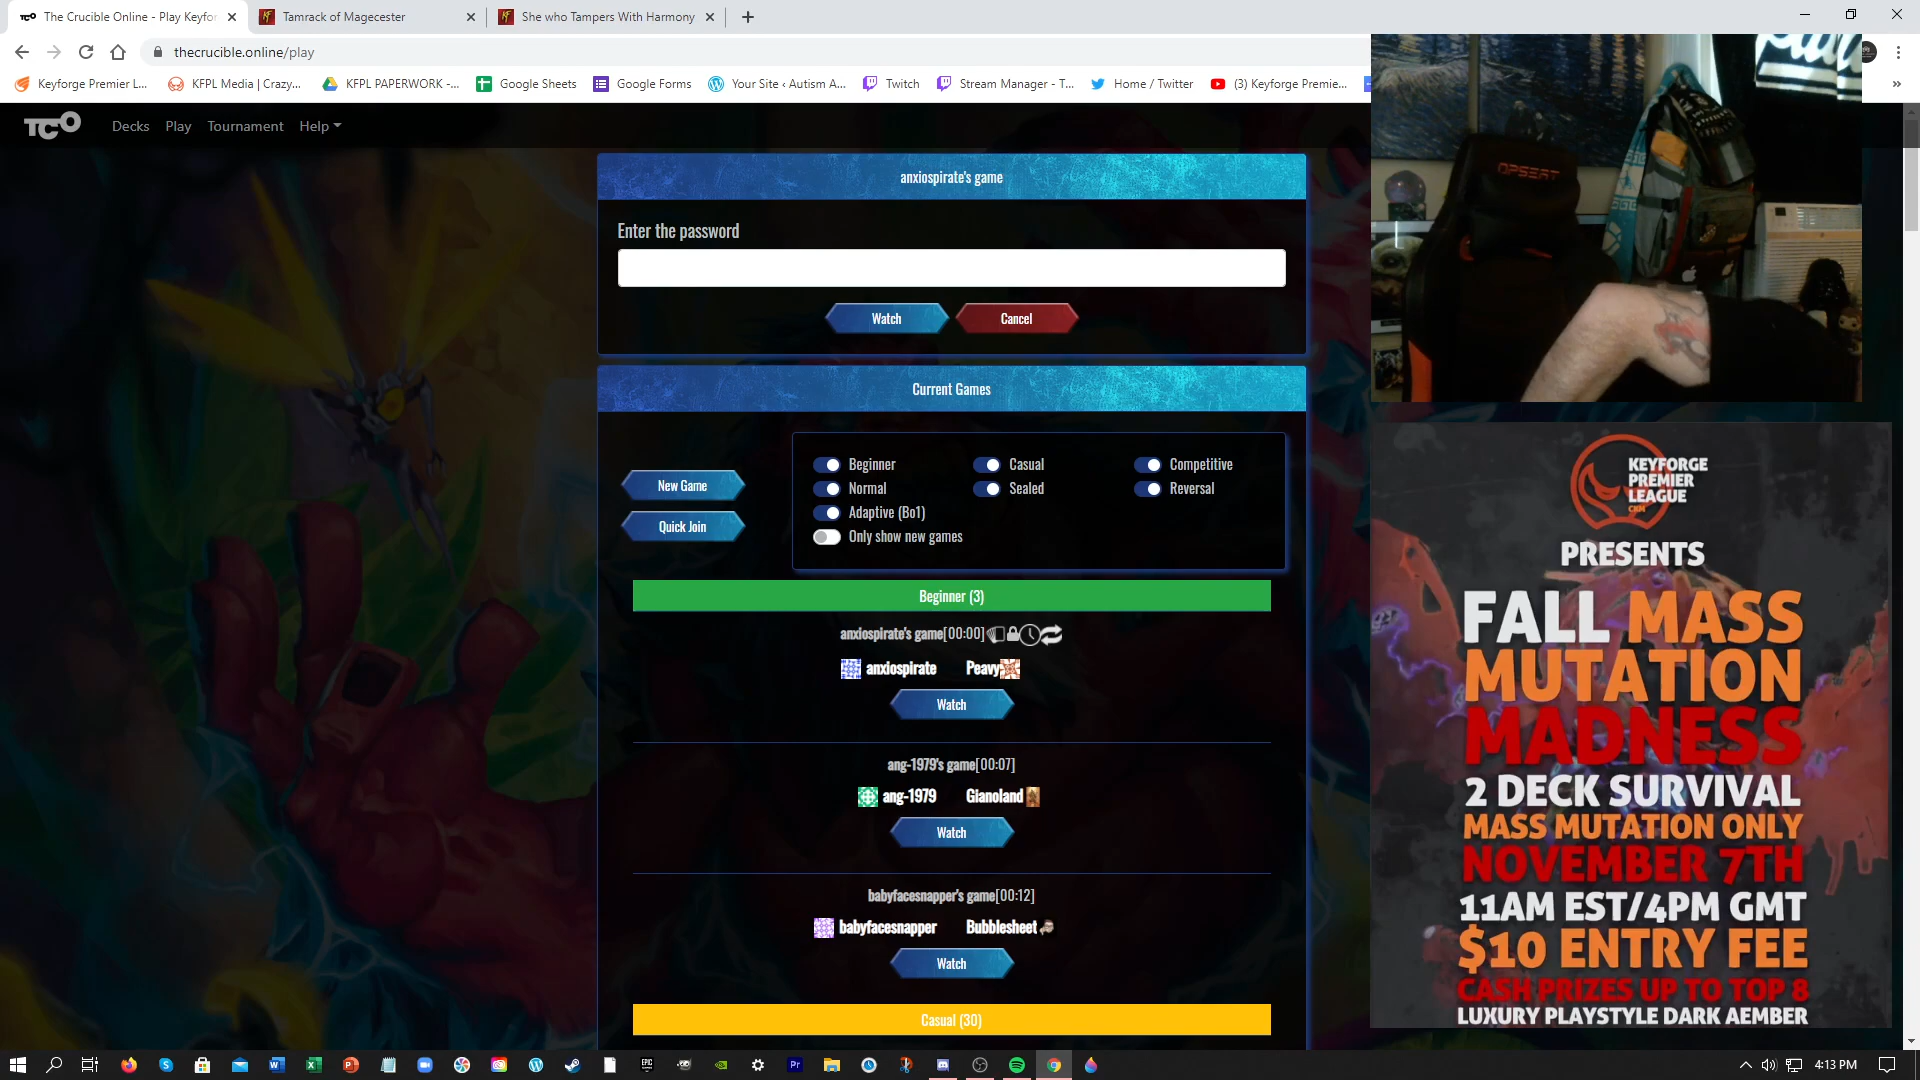 The Crucible Online - Play Keyfor
Tamrack of Magecester
She who Tampers With Harmony
thecrucible.online/play
Keyforge Premier L...
KFPL Media | Crazy...
KFPL PAPERWORK -...
Google Sheets
Google Forms
Your Site ‹ Autism A...
Twitch
Stream Manager - T...
Home / Twitter
(3) Keyforge Premie...
TCO
Decks
Play
Tournament
Help
anxiospirate's game
Enter the password
Watch
Cancel
Current Games
New Game
Quick Join
Beginner
Casual
Competitive
Normal
Sealed
Reversal
Adaptive (Bo1)
Only show new games
Beginner (3)
anxiospirate's game[00:00]
anxiospirate Peavy
Watch
ang-1979's game[00:07]
ang-1979 Gianoland
Watch
babyfacesnapper's game[00:12]
babyfacesnapper Bubblesheet
Watch
Casual (30)
OPSEAT
KEYFORGE
PREMIER
LEAGUE
PRESENTS
FALL MASS
MUTATION
MADNESS
2 DECK SURVIVAL
MASS MUTATION ONLY
NOVEMBER 7TH
11AM EST/4PM GMT
$10 ENTRY FEE
CASH PRIZES UP TO TOP 8
LUXURY PLAYSTYLE DARK AEMBER
4:13 PM